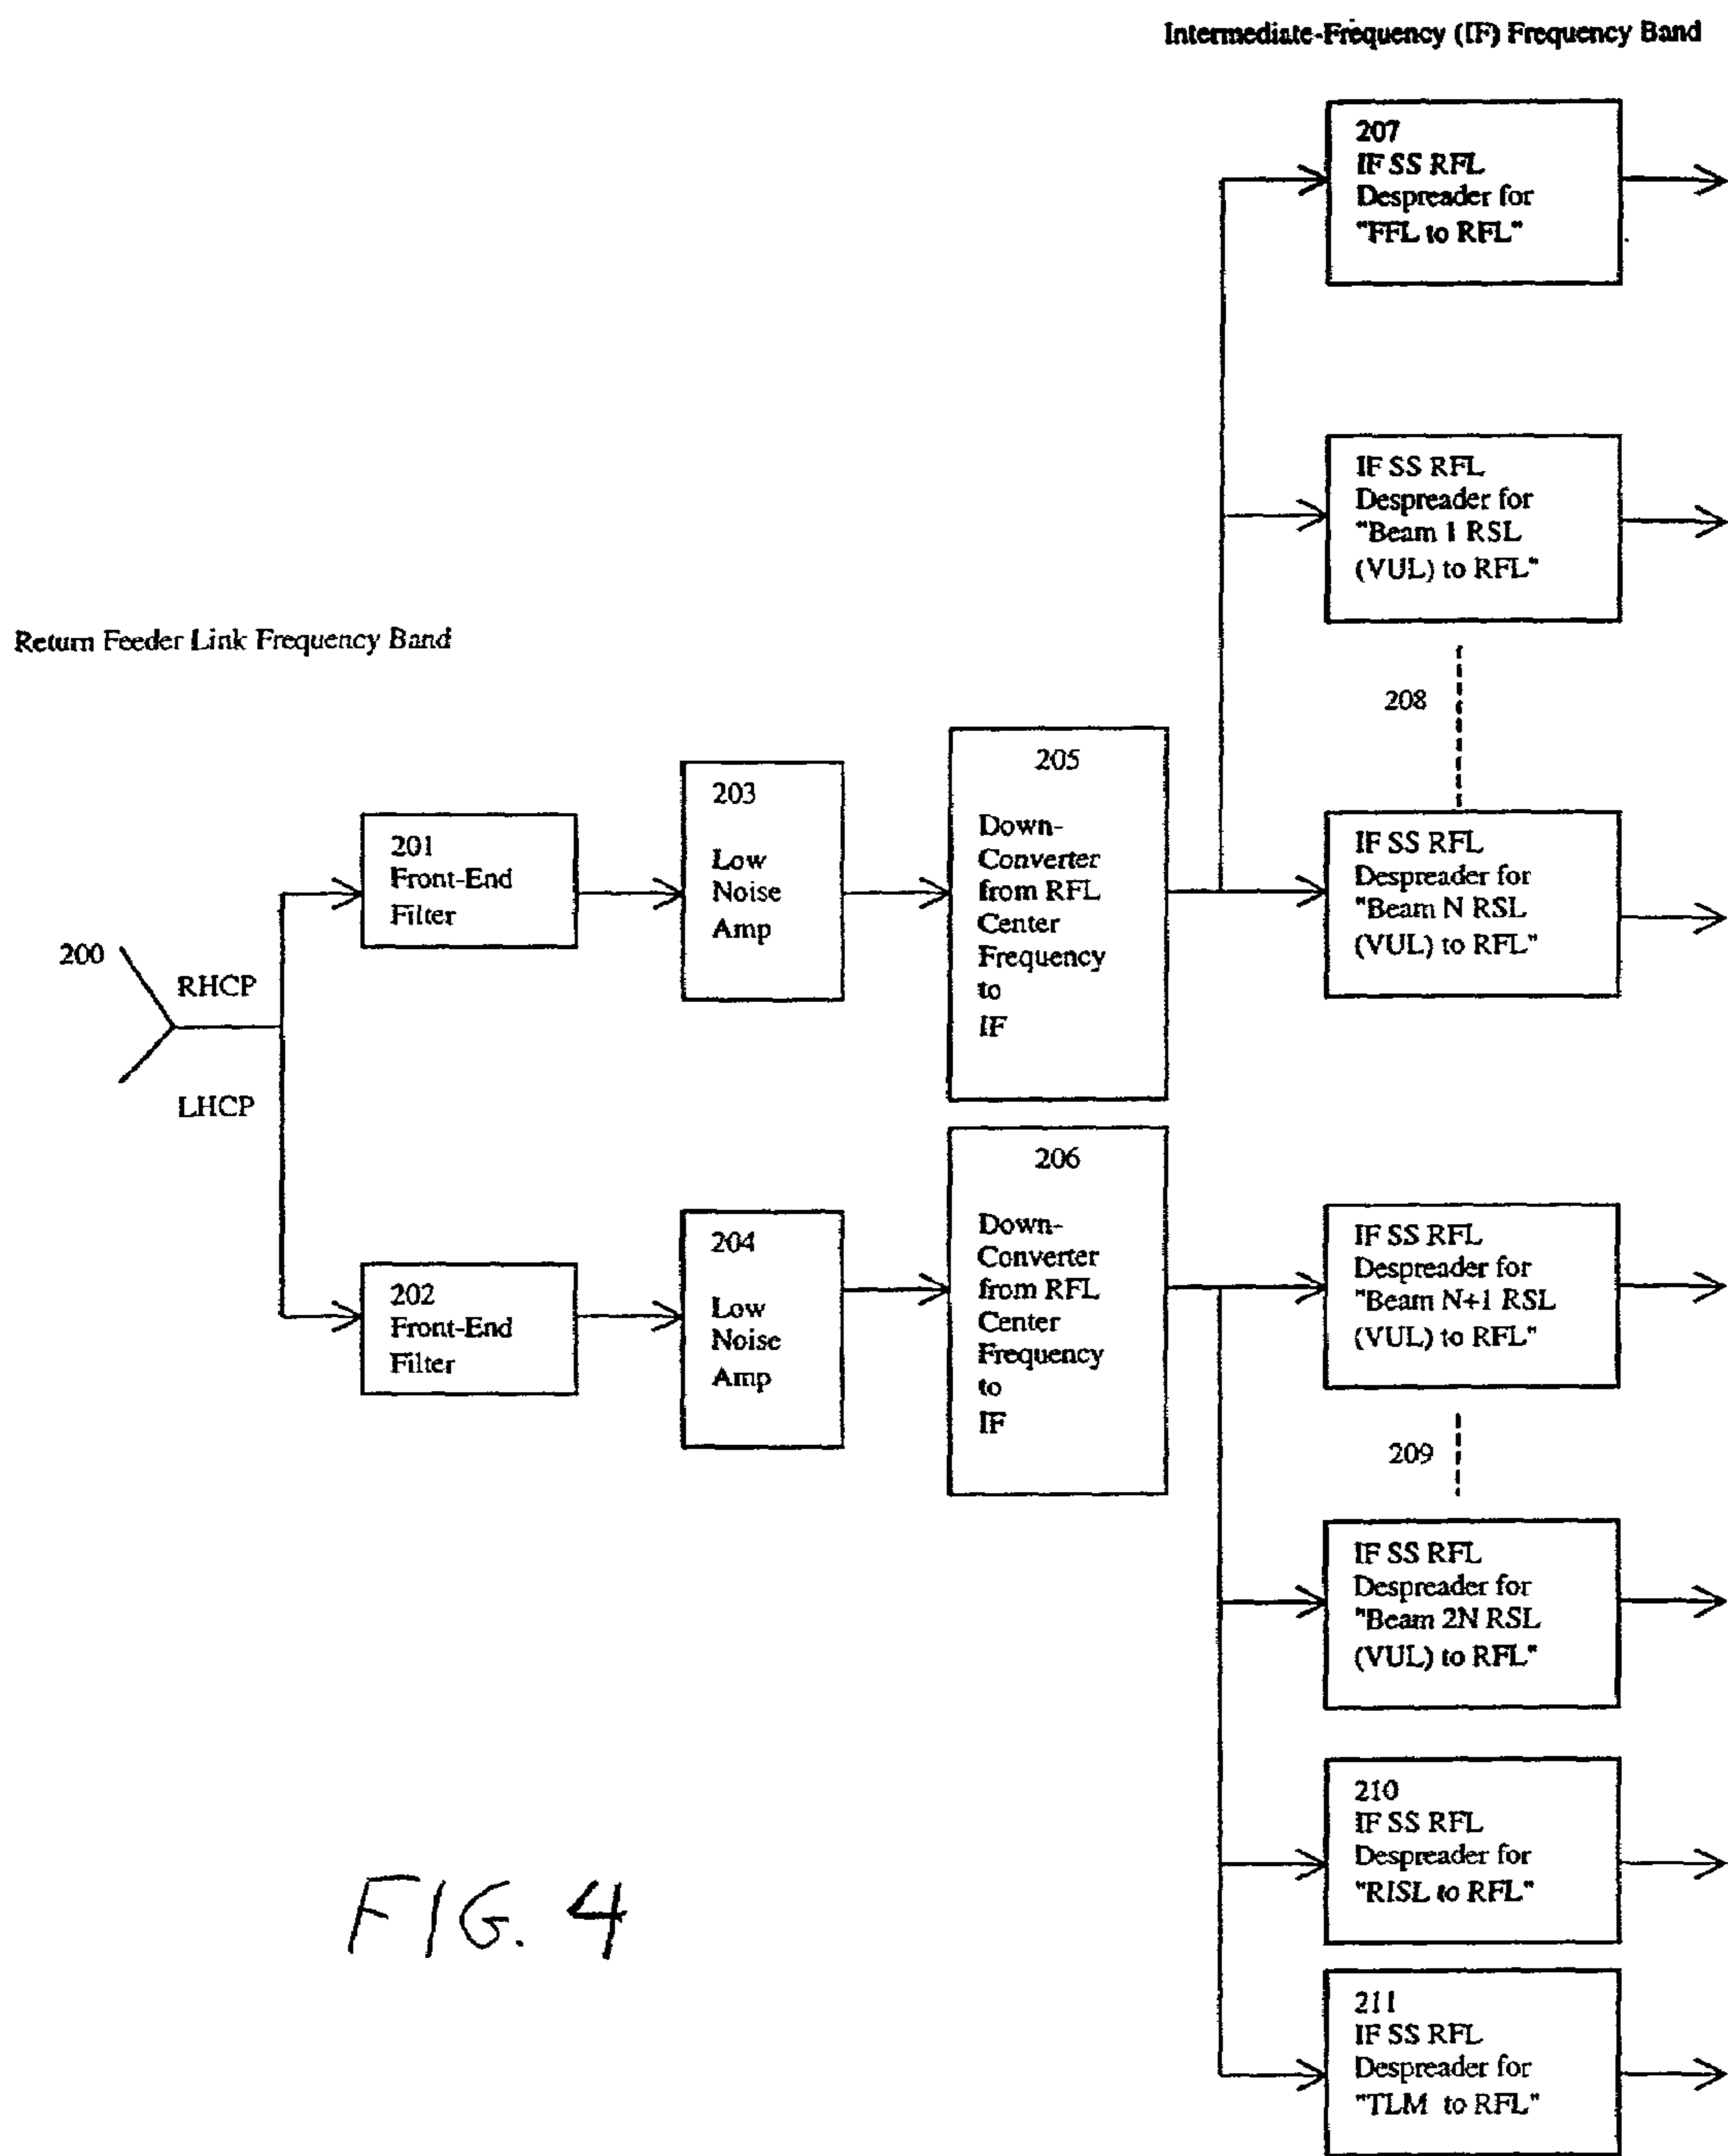 Intermediate-Frequency (IF) Frequency Band
207
IF SS RFL
Despreader for
"FFL to RFL"
IF SS RFL
Despreader for
"Beam 1 RSL
(VUL) to RFL"
Return Feeder Link Frequency Band
208
205
Down-
Converter
from RFL
Center
Frequency
to
IF
203
Low
Noise
Amp
201
Front-End
Filter
IF SS RFL
Despreader for
"Beam N RSL
(VUL) to RFL"
200
RHCP
LHCP
206
Down-
Converter
from RFL
Center
Frequency
to
IF
204
Low
Noise
Amp
202
Front-End
Filter
IF SS RFL
Despreader for
"Beam N+1 RSL
(VUL) to RFL"
209
IF SS RFL
Despreader for
"Beam 2N RSL
(VUL) to RFL"
210
IF SS RFL
Despreader for
"RISL to RFL"
FIG. 4
211
IF SS RFL
Despreader for
"TLM to RFL"